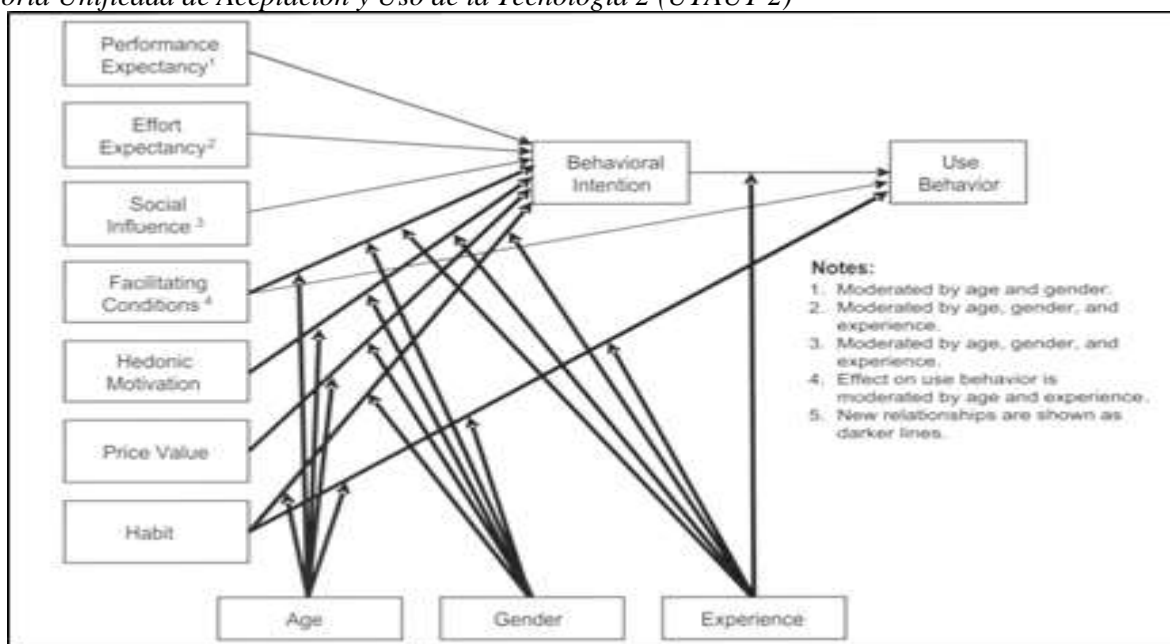 oría Unificada de Aceptación y Uso de la Tecnología 2 (UTAUT 2)
Performance
Expectancy1
Effort
Expectancy2
Social
Influence 3
Facilitating
Conditions 4
Hedonic
Motivation
Price Value
Habit
Behavioral
Intention
Use
Behavior
Notes:
1. Moderated by age and gender.
2. Moderated by age, gender, and
experience.
3. Moderated by age, gender, and
experience.
4. Effect on use behavior is
moderated by age and experience.
5. New relationships are shown as
darker lines.
Age
Gender
Experience